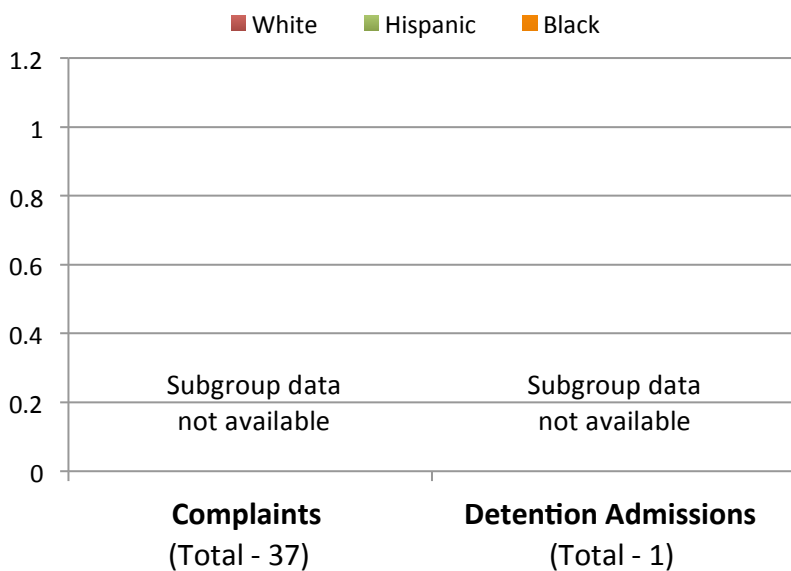 White Hispanic Black
1.2
1
0.8
0.6
0.4
0.2
0
Subgroup data
not available
Subgroup data
not available
Complaints
(Total - 37)
Detention Admissions
(Total - 1)